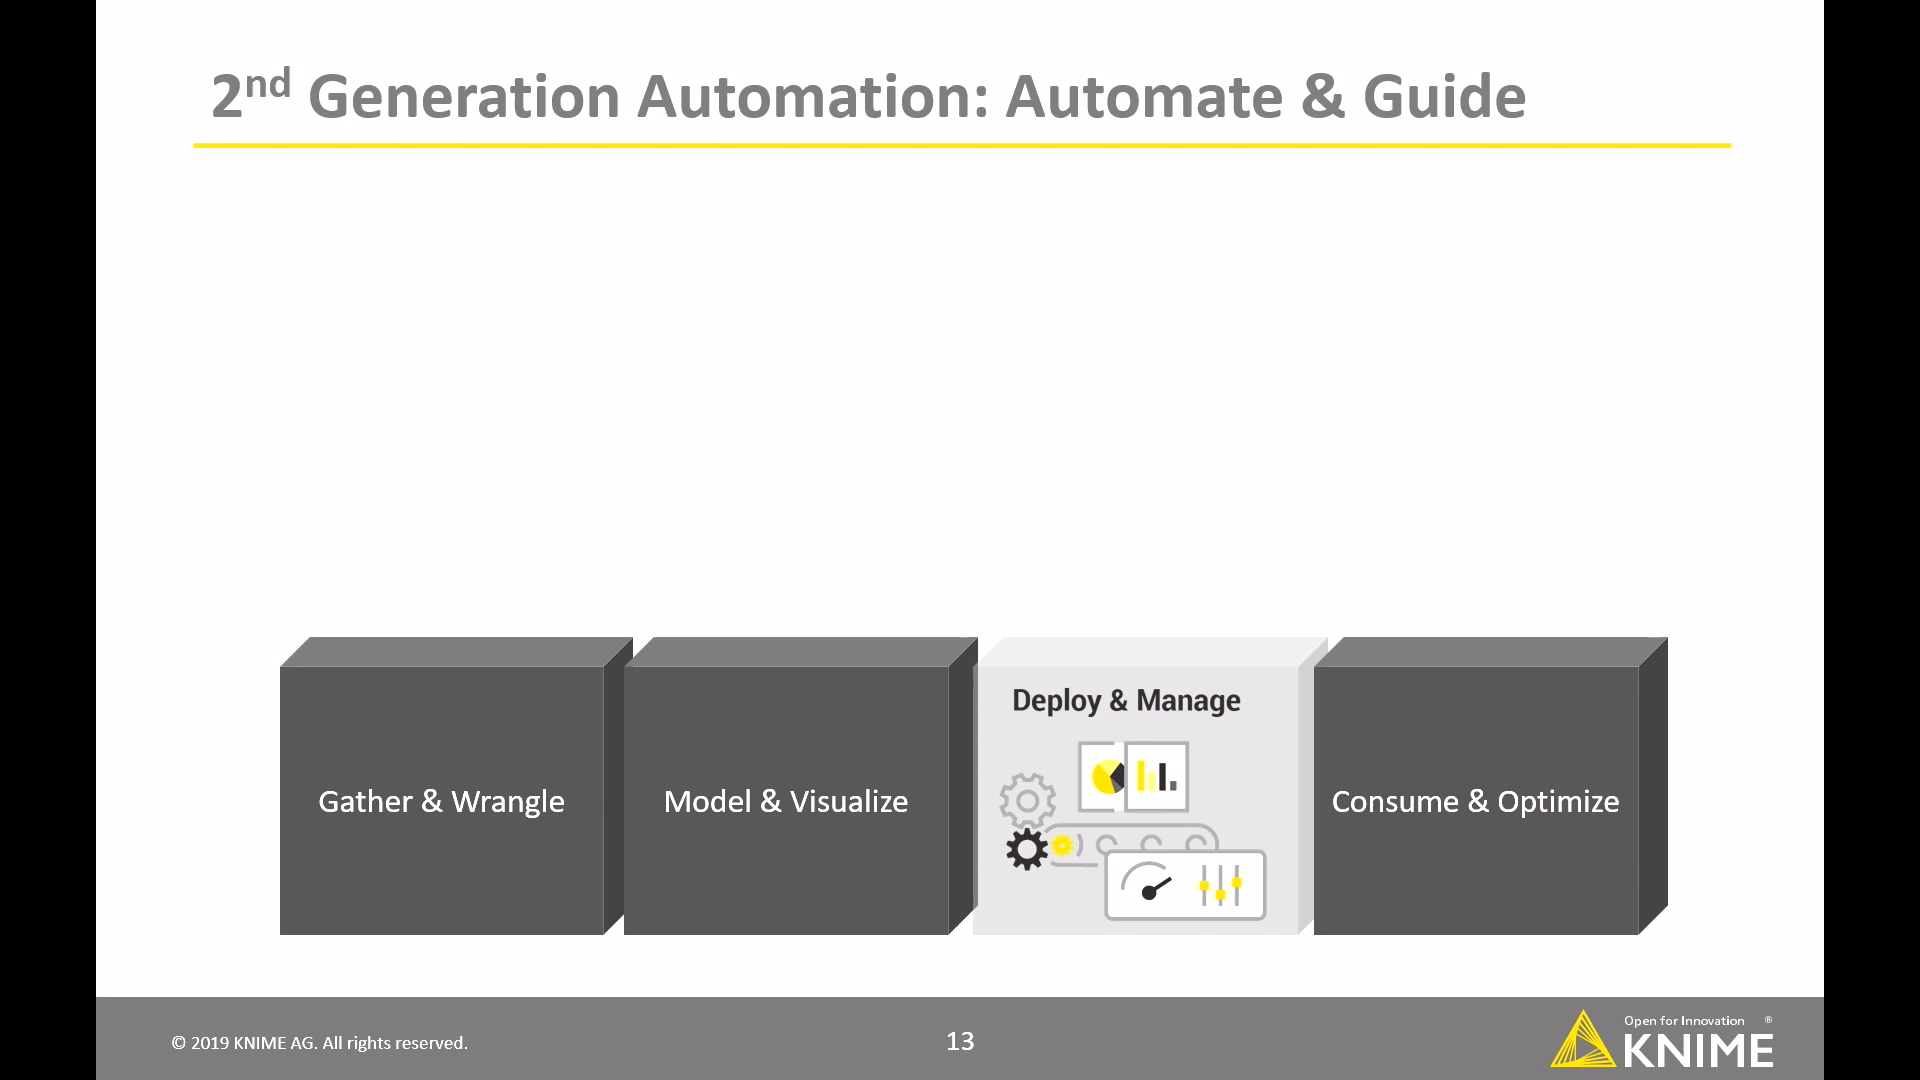 2nd Generation Automation: Automate & Guide
Deploy & Manage
Gather & Wrangle
Model & Visualize
Consume & Optimize
© 2019 KNIME AG. All rights reserved.
13
Open for Innovation ®
KNIME